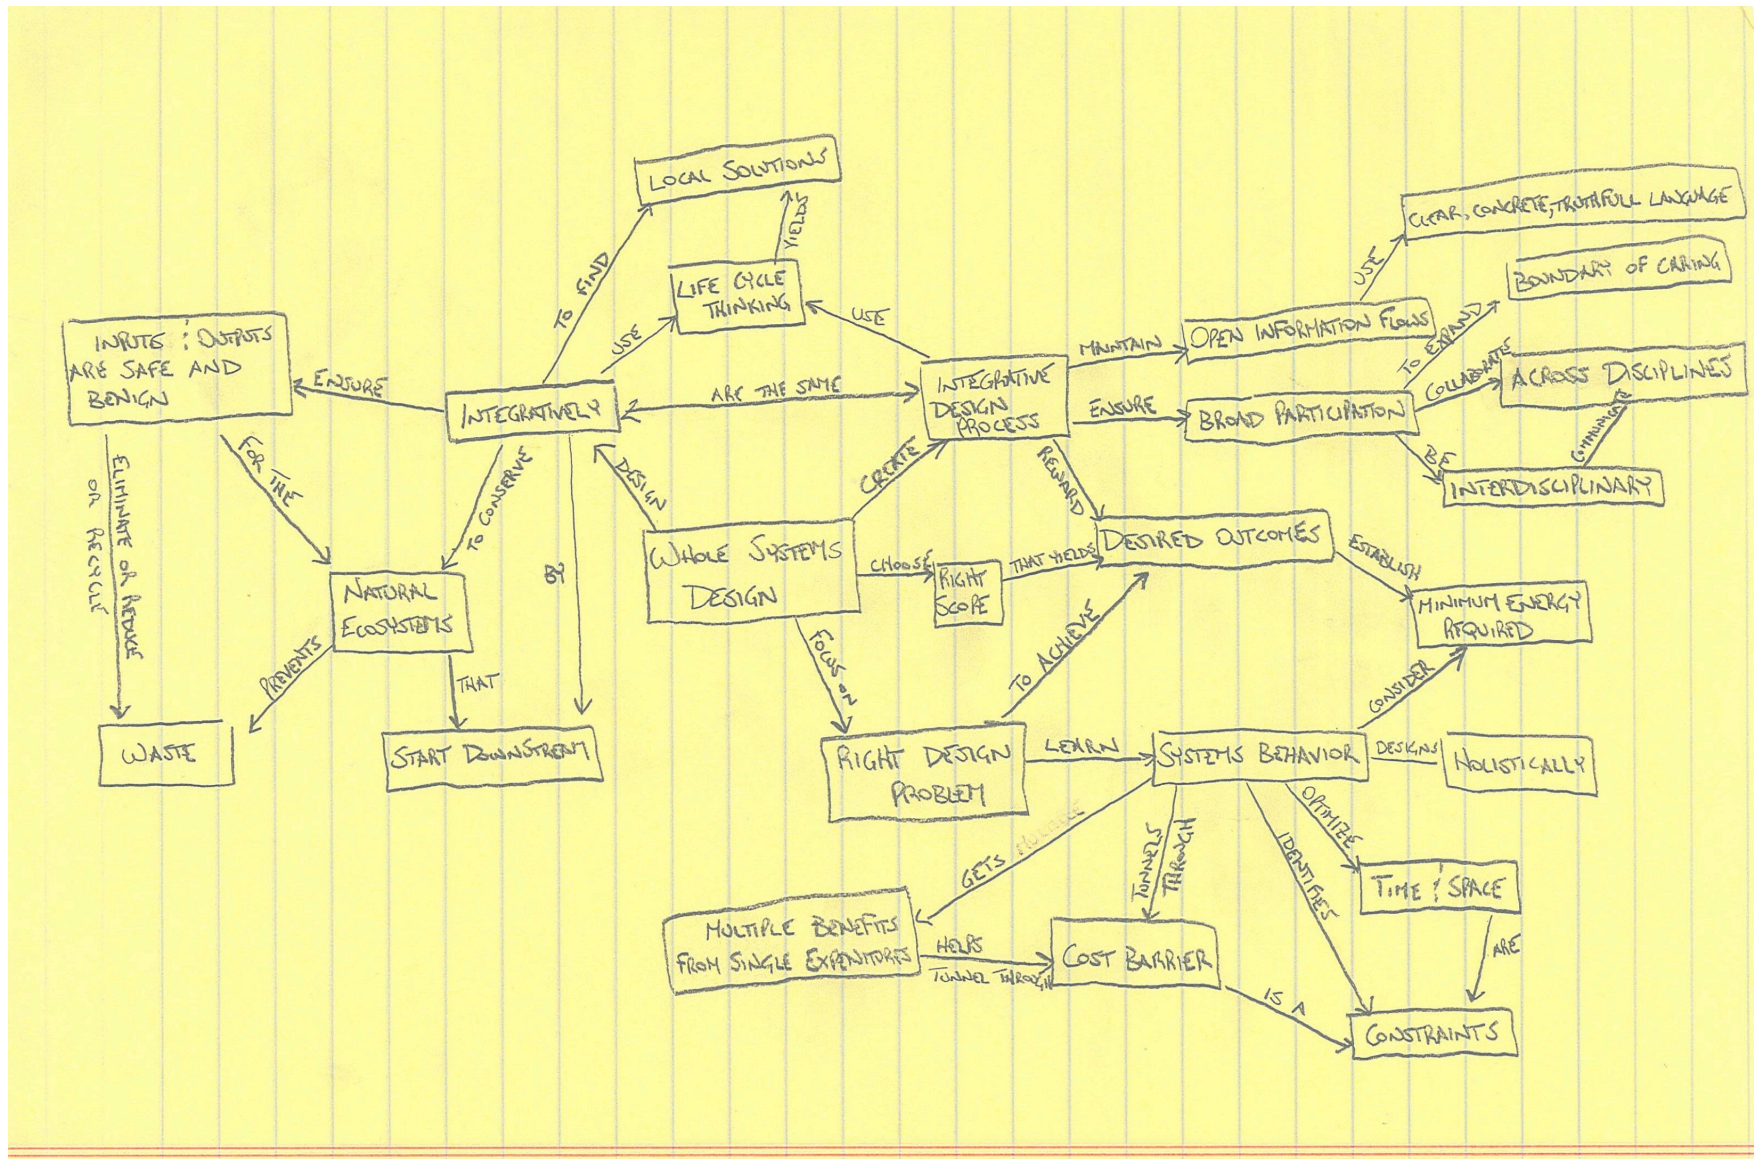 LOCAL SOLUTIONS
YIELDS
TO FIND
LIFE CYCLE
THINKING
USE
USE
CLEAR, CONCRETE, TRUTHFULL LANGUAGE
USE
BOUNDARY OF CARING
TO EXPAND
MAINTAIN
OPEN INFORMATION FLOWS
COLLABORATE
ACROSS DISCIPLINES
INPUTS & OUTPUTS
ARE SAFE AND
BENIGN
ENSURE
INTEGRATIVELY
ARE THE SAME
INTEGRATIVE
DESIGN
PROCESS
ENSURE
BROAD PARTICIPATION
BE
COMMUNICATE
INTERDISCIPLINARY
ELIMINATE OR REDUCE
OR RECYCLE
FOR THE
TO CONSERVE
BY
DESIGN
CREATE
REWARD
WHOLE SYSTEMS
DESIGN
CHOOSE
RIGHT
SCOPE
THAT YIELDS
DESIRED OUTCOMES
ESTABLISH
MINIMUM ENERGY
REQUIRED
NATURAL
ECOSYSTEMS
PREVENTS
THAT
FOCUS ON
TO ACHIEVE
CONSIDER
WASTE
START DOWNSTREAM
RIGHT DESIGN
PROBLEM
LEARN
SYSTEMS BEHAVIOR
DESIGNS
HOLISTICALLY
GETS
TUNNELS
THROUGH
IDENTIFIES
OPTIMIZE
TIME & SPACE
ARE
MULTIPLE BENEFITS
FROM SINGLE EXPENITORES
HELPS
TUNNEL THROUGH
COST BARRIER
IS A
CONSTRAINTS